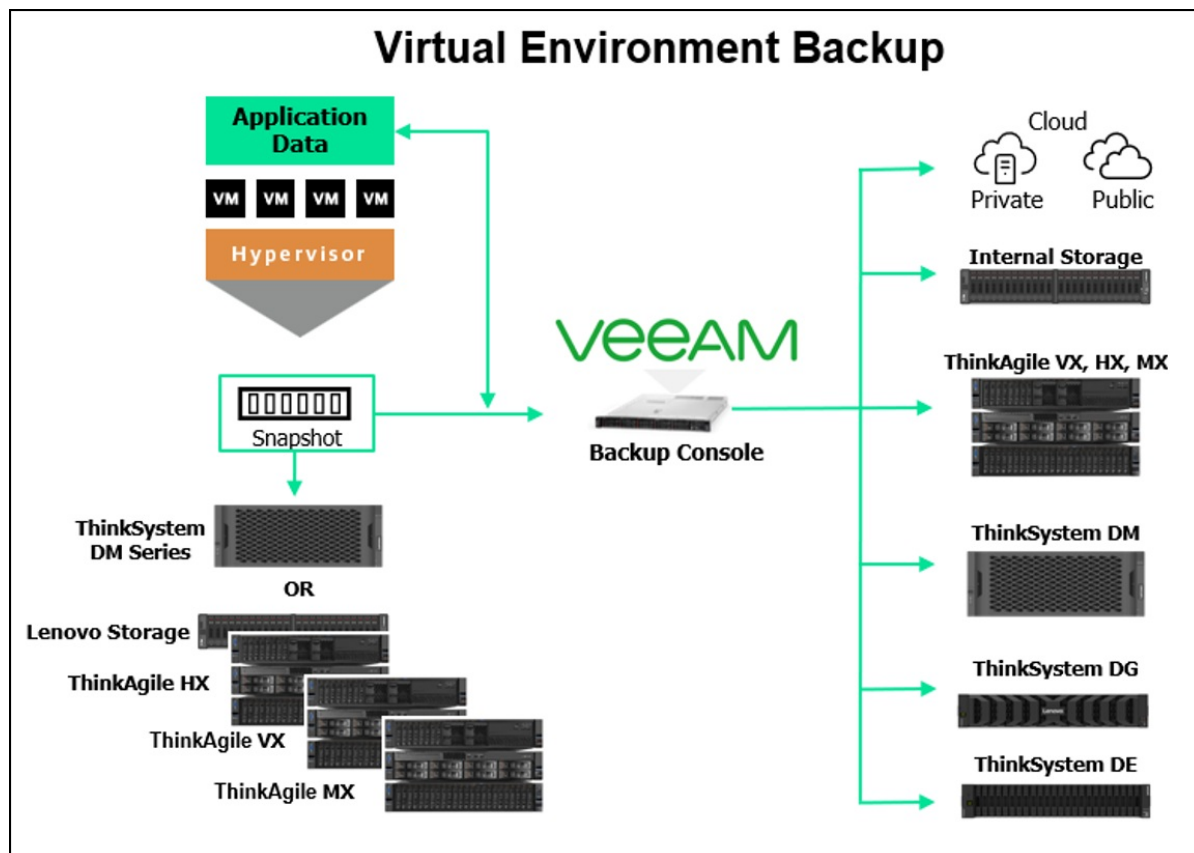 Virtual Environment Backup
Application
Data
VM VM VM VM
Hypervisor
Snapshot
ThinkSystem
DM Series
OR
Lenovo Storage
ThinkAgile HX
ThinkAgile VX
ThinkAgile MX
veeAM
Backup Console
Cloud
Private Public
Internal Storage
ThinkAgile VX, HX, MX
ThinkSystem DM
ThinkSystem DG
Lenovo
ThinkSystem DE